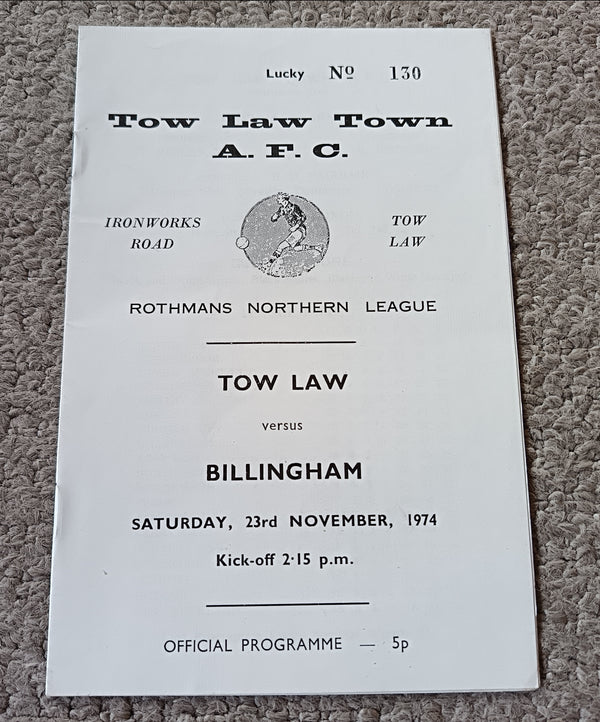 Lucky Nº 130
Tow Law Town
A. F. C.
IRONWORKS ROAD
TOW LAW
ROTHMANS NORTHERN LEAGUE
TOW LAW
versus
BILLINGHAM
SATURDAY, 23rd NOVEMBER, 1974
Kick-off 2·15 p.m.
OFFICIAL PROGRAMME — 5p